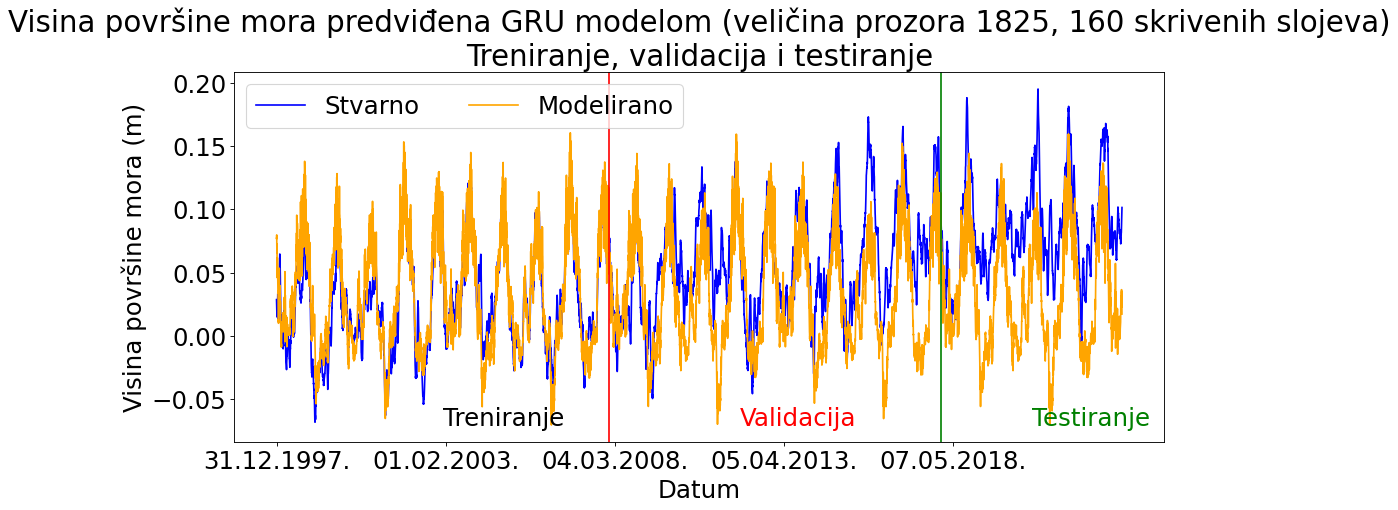 Visina površine mora predviđena GRU modelom (veličina prozora 1825, 160 skrivenih slojeva)
Treniranje, validacija i testiranje
Visina površine mora (m)
0.20
0.15
0.10
0.05
0.00
−0.05
Stvarno
Modelirano
Treniranje
Validacija
Testiranje
31.12.1997.
01.02.2003.
04.03.2008.
05.04.2013.
07.05.2018.
Datum